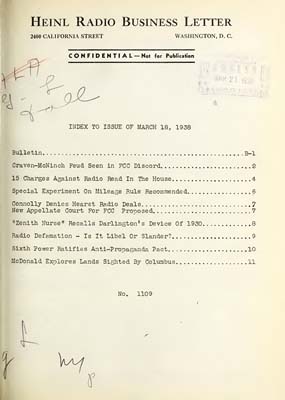 HEINL RADIO BUSINESS LETTER
2400 CALIFORNIA STREET WASHINGTON, D. C.
CONFIDENTIAL—Not for Publication
INDEX TO ISSUE OF MARCH 18, 1938
Bulletin....................................................B-1
Craven-McNinch Feud Seen in FCC Discord......................2
15 Charges Against Radio Read In The House...................4
Special Experiment On Mileage Rule Recommended...............6
Connolly Denies Hearst Radio Deals...........................7
New Appellate Court For FCC Proposed.........................7
"Zenith Nurse" Recalls Darlington's Device Of 1930...........8
Radio Defamation - Is It Libel Or Slander?...................9
Sixth Power Ratifies Anti-Propaganda Pact...................10
McDonald Explores Lands Sighted By Columbus.................11
No. 1109